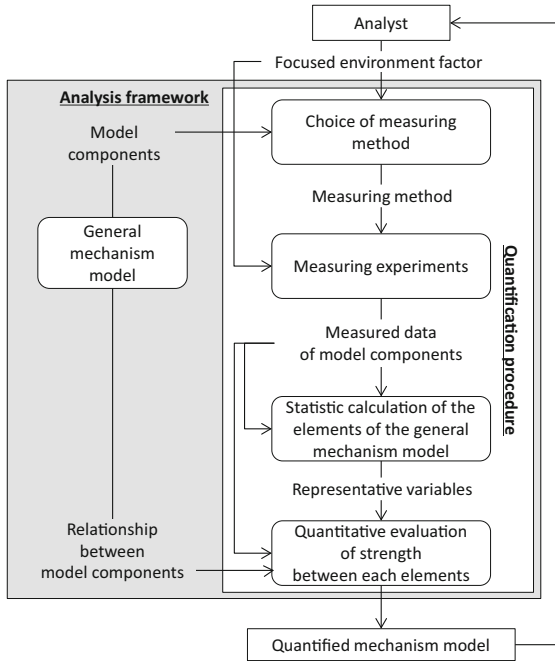 Analyst
Focused environment factor
Analysis framework
Choice of measuring
method
Model
components
Measuring method
General
mechanism
model
Measuring experiments
Quantification procedure
Measured data
of model components
Statistic calculation of the
elements of the general
mechanism model
Representative variables
Relationship
between
model components
Quantitative evaluation
of strength
between each elements
Quantified mechanism model